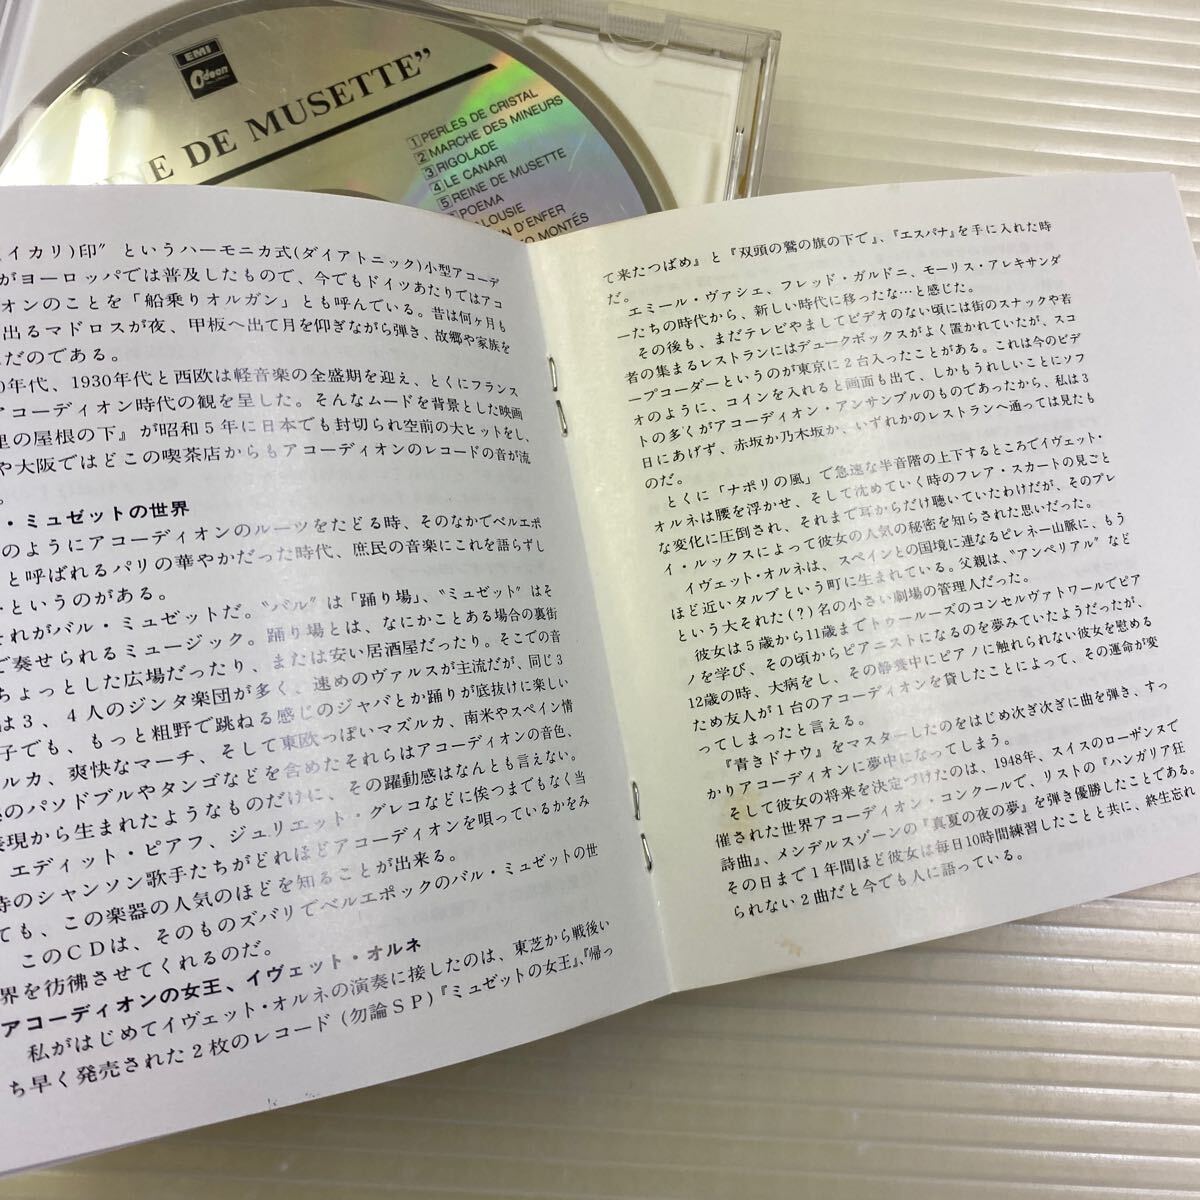 EMI
Odeon
NE DE MUSETTE”
1 PERLES DE CRISTAL
2 MARCHE DES MINEURS
3 RIGOLADE
4 LE CANARI
5 REINE DE MUSETTE
POEMA
LOUSIE
N D'ENFER
O MONTÉS
イカリ)印〟というハーモニカ式(ダイアトニック)小型アコーデ
がヨーロッパでは普及したもので、今でもドイツあたりではアコ
オンのことを「船乗りオルガン」とも呼んでいる。昔は何ヶ月も
出るマドロスが夜、甲板へ出て月を仰ぎながら弾き、故郷や家族を
だのである。
0年代、1930年代と西欧は軽音楽の全盛期を迎え、とくにフランス
アコーディオン時代の観を呈した。そんなムードを背景とした映画
里の屋根の下』が昭和5年に日本でも封切られ空前の大ヒットをし、
や大阪ではどこの喫茶店からもアコーディオンのレコードの音が流
。
・ミュゼットの世界
のようにアコーディオンのルーツをたどる時、そのなかでベルエポ
と呼ばれるパリの華やかだった時代、庶民の音楽にこれを語らずし
というのがある。
それがバル・ミュゼットだ。〝バル〟は「踊り場」、〝ミュゼット〟はそ
で奏せられるミュージック。踊り場とは、なにかことある場合の裏街
ちょっとした広場だったり、または安い居酒屋だったり。そこでの音
は3、4人のジンタ楽団が多く、速めのヴァルスが主流だが、同じ3
子でも、もっと粗野で跳ねる感じのジャバとか踊りが底抜けに楽しい
ルカ、爽快なマーチ、そして東欧っぽいマズルカ、南米やスペイン情
のパソドブルやタンゴなどを含めたそれらはアコーディオンの音色、
表現から生まれたようなものだけに、その躍動感はなんとも言えない。
エディット・ピアフ、ジュリエット・グレコなどに俟つまでもなく当
時のシャンソン歌手たちがどれほどアコーディオンを唄っているかをみ
ても、この楽器の人気のほどを知ることが出来る。
このCDは、そのものズバリでベルエポックのバル・ミュゼットの世
界を彷彿させてくれるのだ。
アコーディオンの女王、イヴェット・オルネ
私がはじめてイヴェット・オルネの演奏に接したのは、東芝から戦後い
ち早く発売された2枚のレコード(勿論SP)『ミュゼットの女王』、『帰っ
て来たつばめ』と『双頭の鷲の旗の下で』、『エスパナ』を手に入れた時
だ。
エミール・ヴァシェ、フレッド・ガルドニ、モーリス・アレキサンダ
ーたちの時代から、新しい時代に移ったな…と感じた。
その後も、まだテレビやましてビデオのない頃には街のスナックや若
者の集まるレストランにはデュークボックスがよく置かれていたが、スコ
ープコーダーというのが東京に2台入ったことがある。これは今のビデ
オのように、コインを入れると画面も出て、しかもうれしいことにソフ
トの多くがアコーディオン・アンサンブルのものであったから、私は3
日にあげず、赤坂か乃木坂か、いずれかのレストランへ通っては見たも
のだ。
とくに「ナポリの風」で急速な半音階の上下するところでイヴェット・
オルネは腰を浮かせ、そして沈めていく時のフレア・スカートの見ごと
な変化に圧倒され、それまで耳からだけ聴いていたわけだが、そのプレ
イ・ルックスによって彼女の人気の秘密を知らされた思いだった。
イヴェット・オルネは、スペインとの国境に連なるピレネー山脈に、もう
ほど近いタルブという町に生まれている。父親は、〝アンペリアル〟など
という大それた(?)名の小さい劇場の管理人だった。
彼女は5歳から11歳までトゥールーズのコンセルヴァトワールでピア
ノを学び、その頃からピアニストになるのを夢みていたようだったが、
12歳の時、大病をし、その静養中にピアノに触れられない彼女を慰める
ため友人が1台のアコーディオンを貸したことによって、その運命が変
ってしまったと言える。
『青きドナウ』をマスターしたのをはじめ次ぎ次ぎに曲を弾き、すっ
かりアコーディオンに夢中になってしまう。
そして彼女の将来を決定づけたのは、1948年、スイスのローザンヌで
催された世界アコーディオン・コンクールで、リストの『ハンガリア狂
詩曲』、メンデルスゾーンの『真夏の夜の夢』を弾き優勝したことである。
その日まで1年間ほど彼女は毎日10時間練習したことと共に、終生忘れ
られない2曲だと今でも人に語っている。